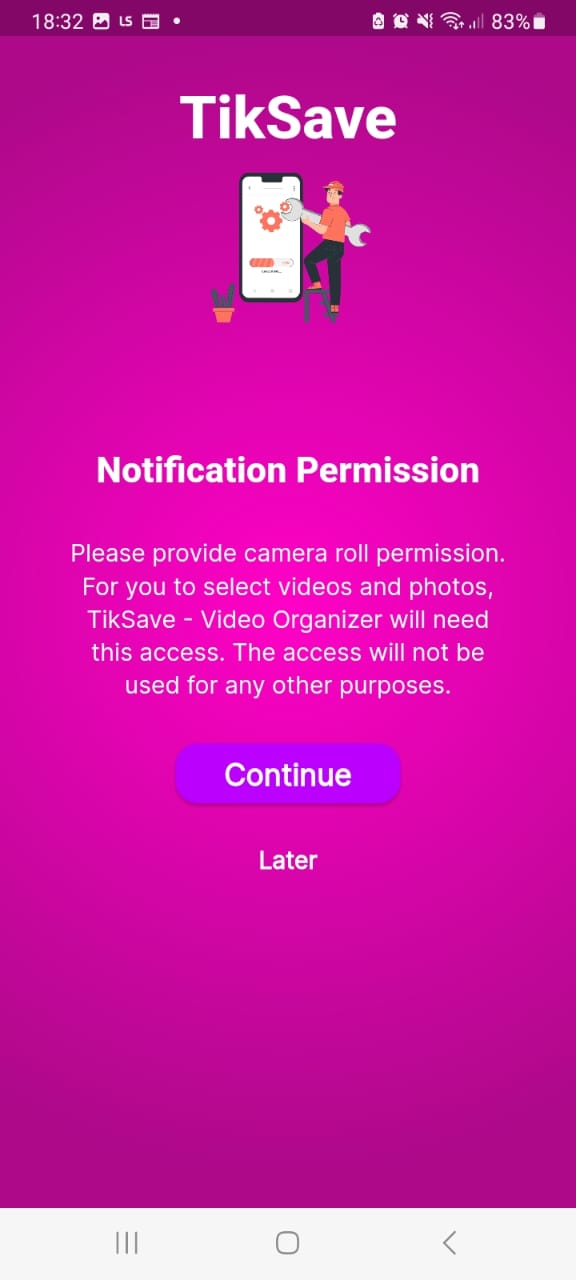 18:32 LS 83%
TikSave
Notification Permission
Please provide camera roll permission.
For you to select videos and photos,
TikSave - Video Organizer will need
this access. The access will not be
used for any other purposes.
Continue
Later